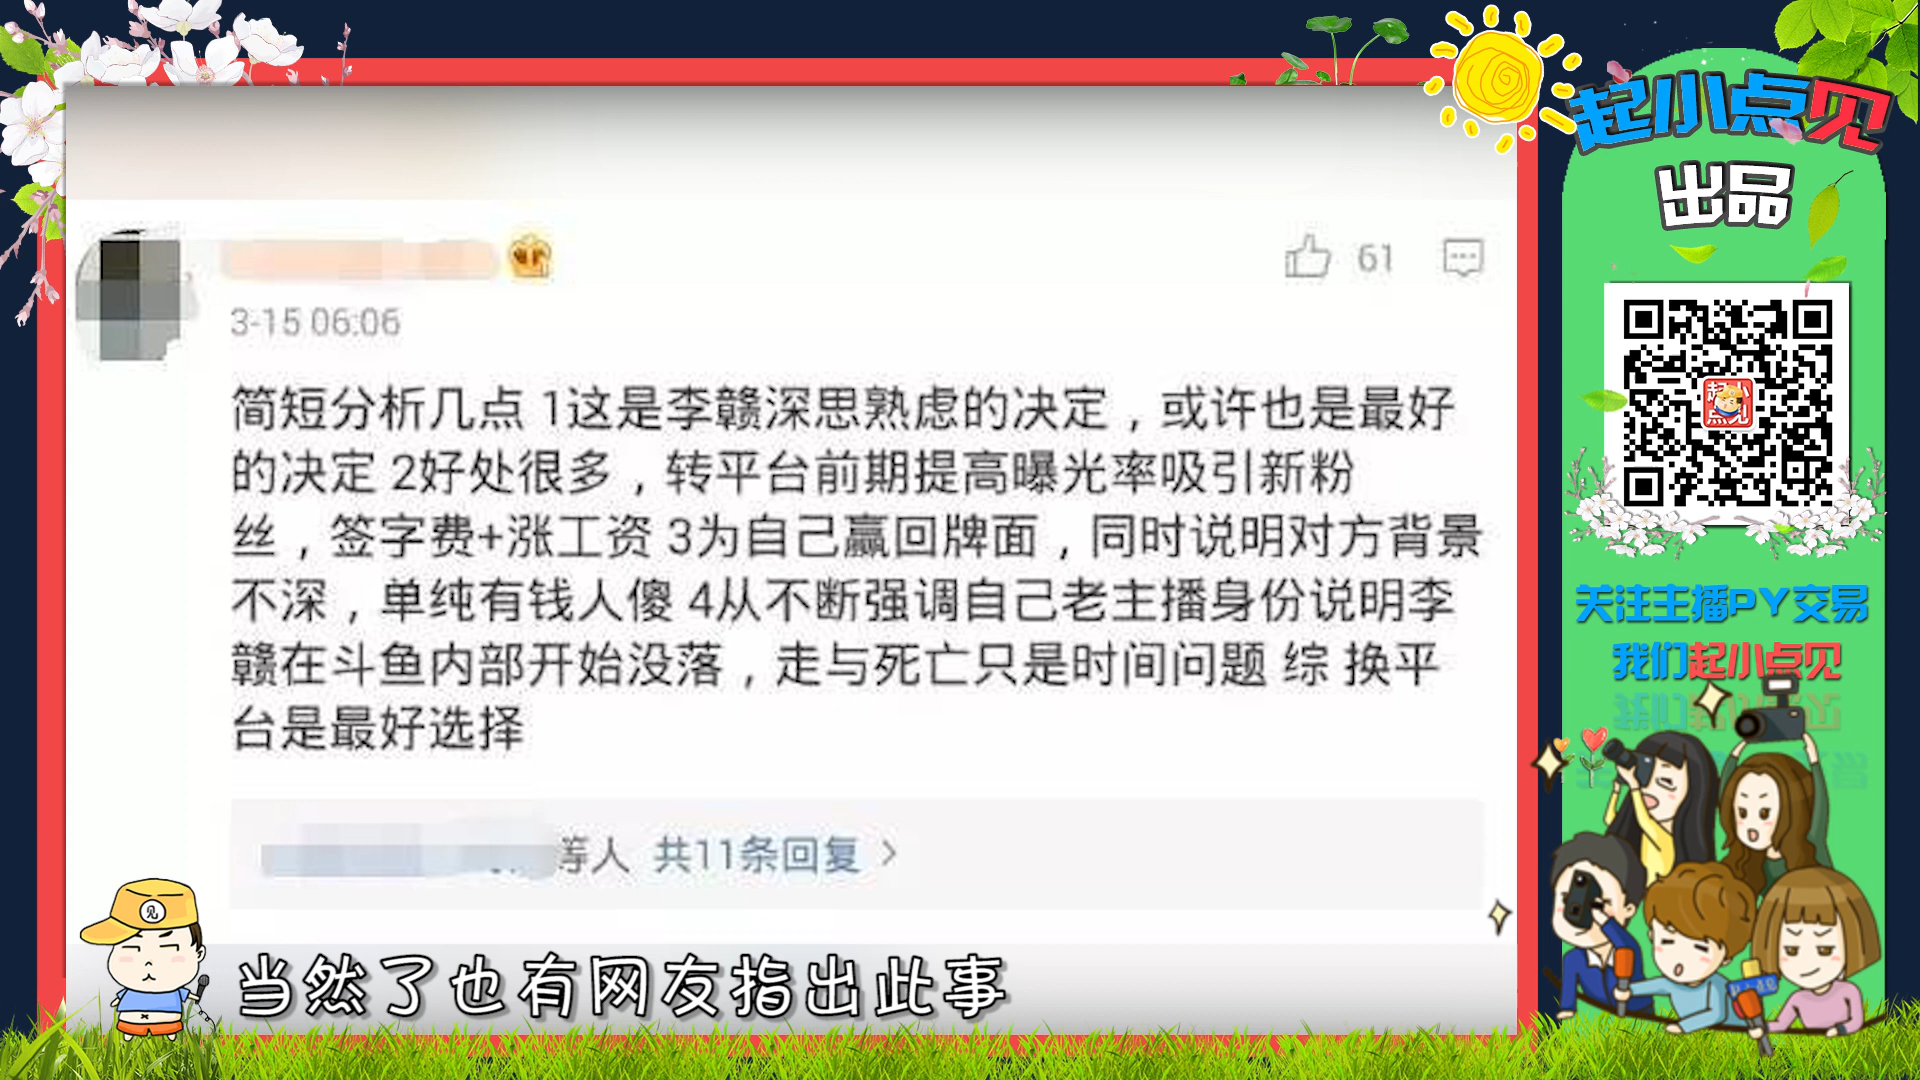 起小点见
出品
61
3-15 06:06
简短分析几点 1这是李赣深思熟虑的决定，或许也是最好
的决定 2好处很多，转平台前期提高曝光率吸引新粉
丝，签字费+涨工资 3为自己赢回牌面，同时说明对方背景
不深，单纯有钱人傻 4从不断强调自己老主播身份说明李
赣在斗鱼内部开始没落，走与死亡只是时间问题 综 换平
台是最好选择
等人 共11条回复 >
关注主播PY交易
我们起小点见
见
起小
点见
当然了也有网友指出此事